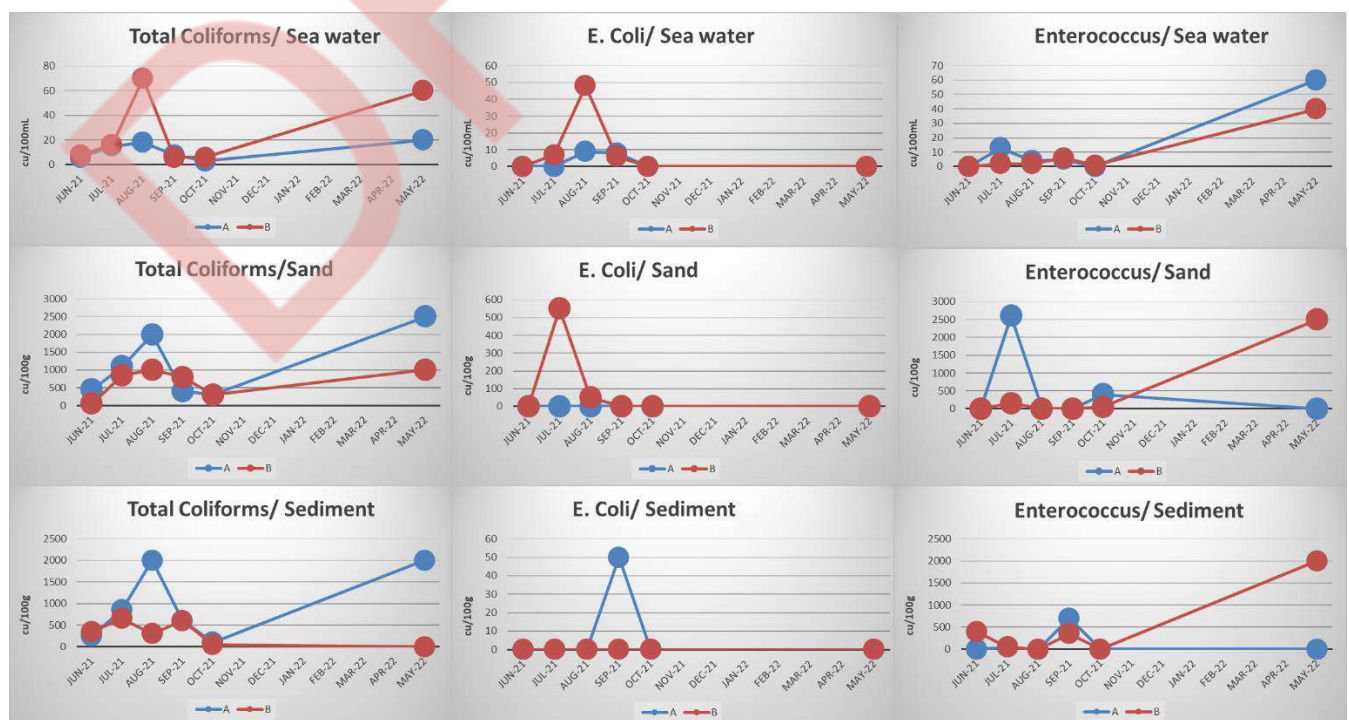 Total Coliforms/ Sea water
cu/100mL
80
60
40
20
0
JUN-21
JUL-21
AUG-21
SEP-21
OCT-21
NOV-21
DEC-21
JAN-22
FEB-22
MAR-22
APR-22
MAY-22
A B
E. Coli/ Sea water
cu/100mL
60
50
40
30
20
10
0
JUN-21
JUL-21
AUG-21
SEP-21
OCT-21
NOV-21
DEC-21
JAN-22
FEB-22
MAR-22
APR-22
MAY-22
A B
Enterococcus/ Sea water
cu/100mL
70
60
50
40
30
20
10
0
JUN-21
JUL-21
AUG-21
SEP-21
OCT-21
NOV-21
DEC-21
JAN-22
FEB-22
MAR-22
APR-22
MAY-22
A B
Total Coliforms/Sand
cu/100g
3000
2500
2000
1500
1000
500
0
JUN-21
JUL-21
AUG-21
SEP-21
OCT-21
NOV-21
DEC-21
JAN-22
FEB-22
MAR-22
APR-22
MAY-22
A B
E. Coli/ Sand
cu/100g
600
500
400
300
200
100
0
JUN-21
JUL-21
AUG-21
SEP-21
OCT-21
NOV-21
DEC-21
JAN-22
FEB-22
MAR-22
APR-22
MAY-22
A B
Enterococcus/ Sand
cu/100g
3000
2500
2000
1500
1000
500
0
JUN-21
JUL-21
AUG-21
SEP-21
OCT-21
NOV-21
DEC-21
JAN-22
FEB-22
MAR-22
APR-22
MAY-22
A B
Total Coliforms/ Sediment
cu/100g
2500
2000
1500
1000
500
0
JUN-21
JUL-21
AUG-21
SEP-21
OCT-21
NOV-21
DEC-21
JAN-22
FEB-22
MAR-22
APR-22
MAY-22
A B
E. Coli/ Sediment
cu/100g
60
50
40
30
20
10
0
JUN-21
JUL-21
AUG-21
SEP-21
OCT-21
NOV-21
DEC-21
JAN-22
FEB-22
MAR-22
APR-22
MAY-22
A B
Enterococcus/ Sediment
cu/100g
2500
2000
1500
1000
500
0
JUN-21
JUL-21
AUG-21
SEP-21
OCT-21
NOV-21
DEC-21
JAN-22
FEB-22
MAR-22
APR-22
MAY-22
A B